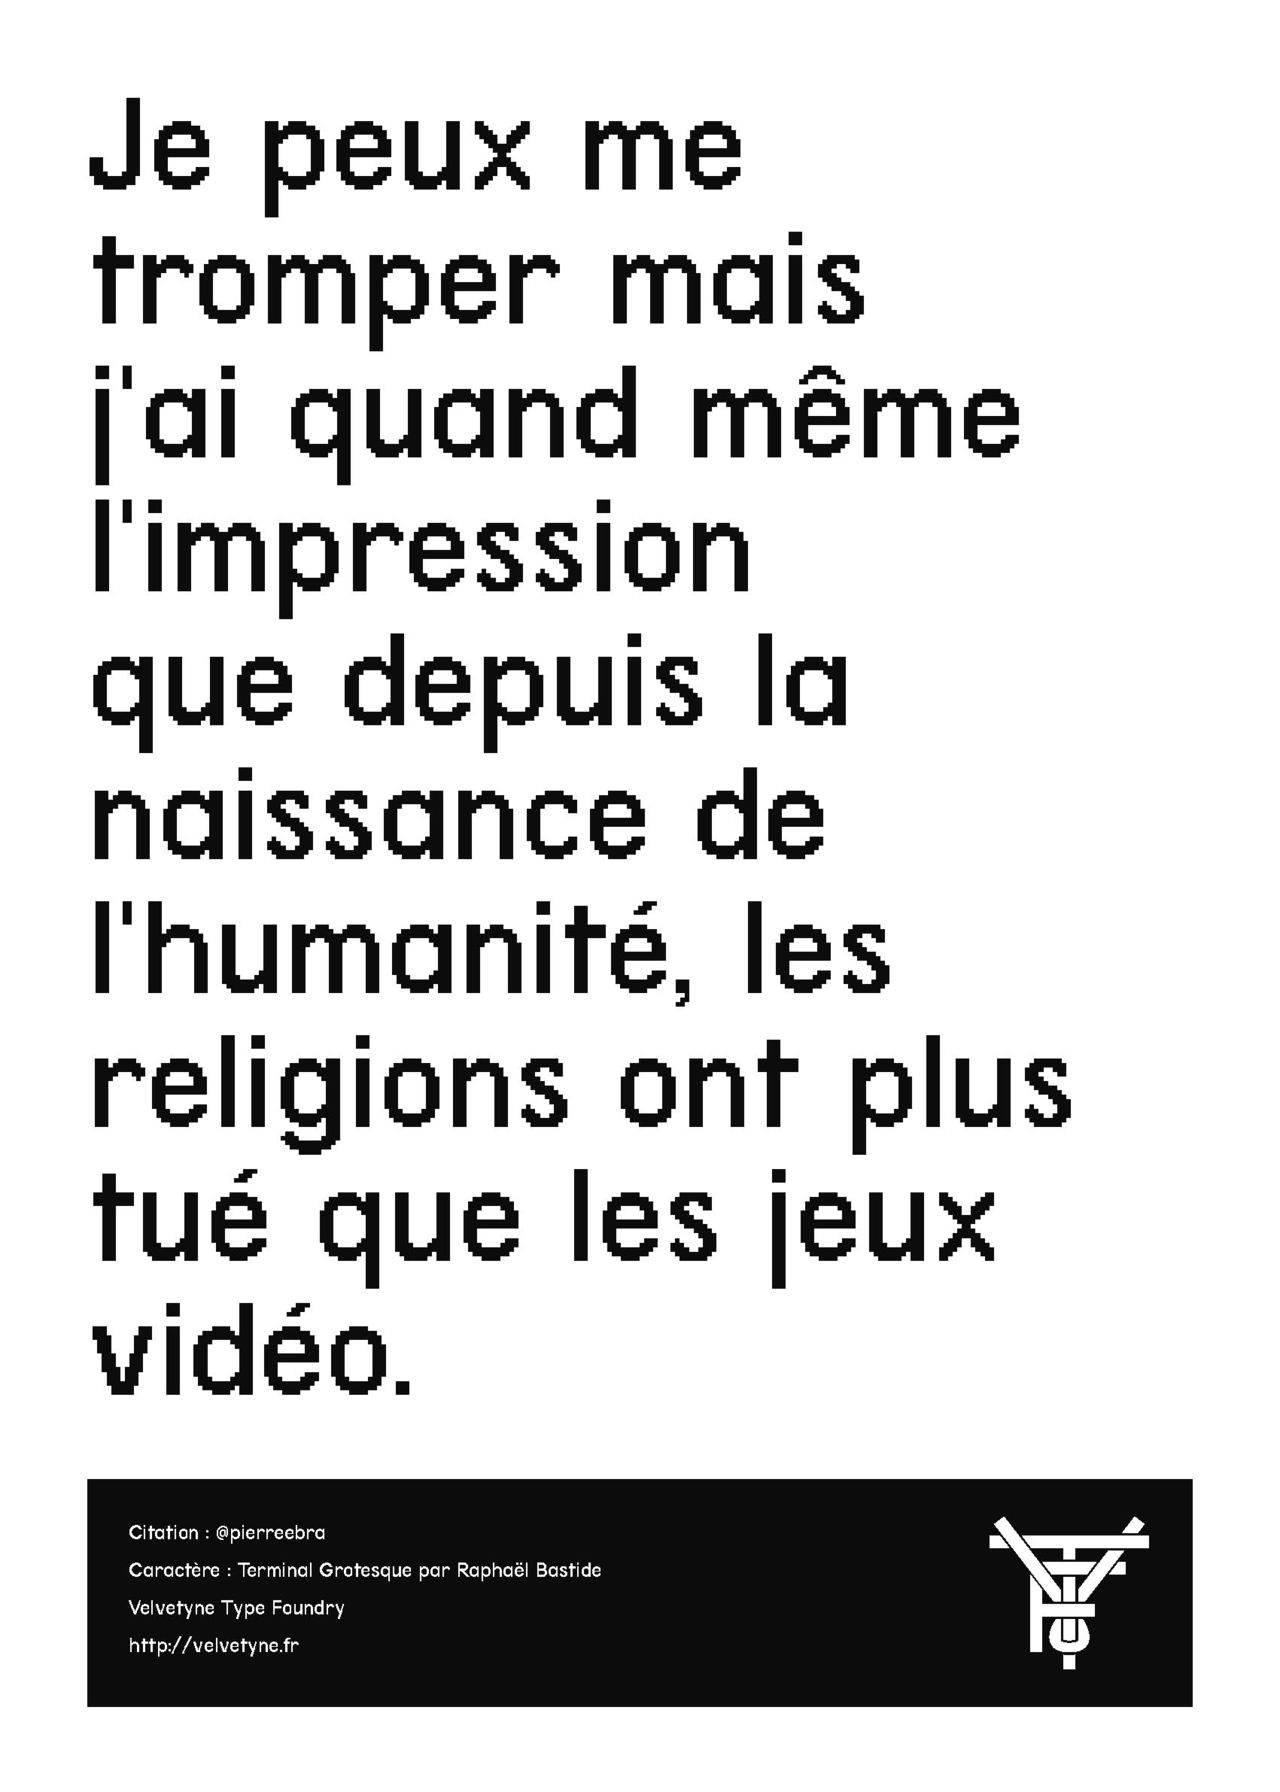 Je peux me
tromper mais
j'ai quand même
l'impression
que depuis la
naissance de
l'humanité, les
religions ont plus
tué que les jeux
vidéo.
Citation : @pierreebra
Caractère : Terminal Grotesque par Raphaël Bastide
Velvetyne Type Foundry
http://velvetyne.fr